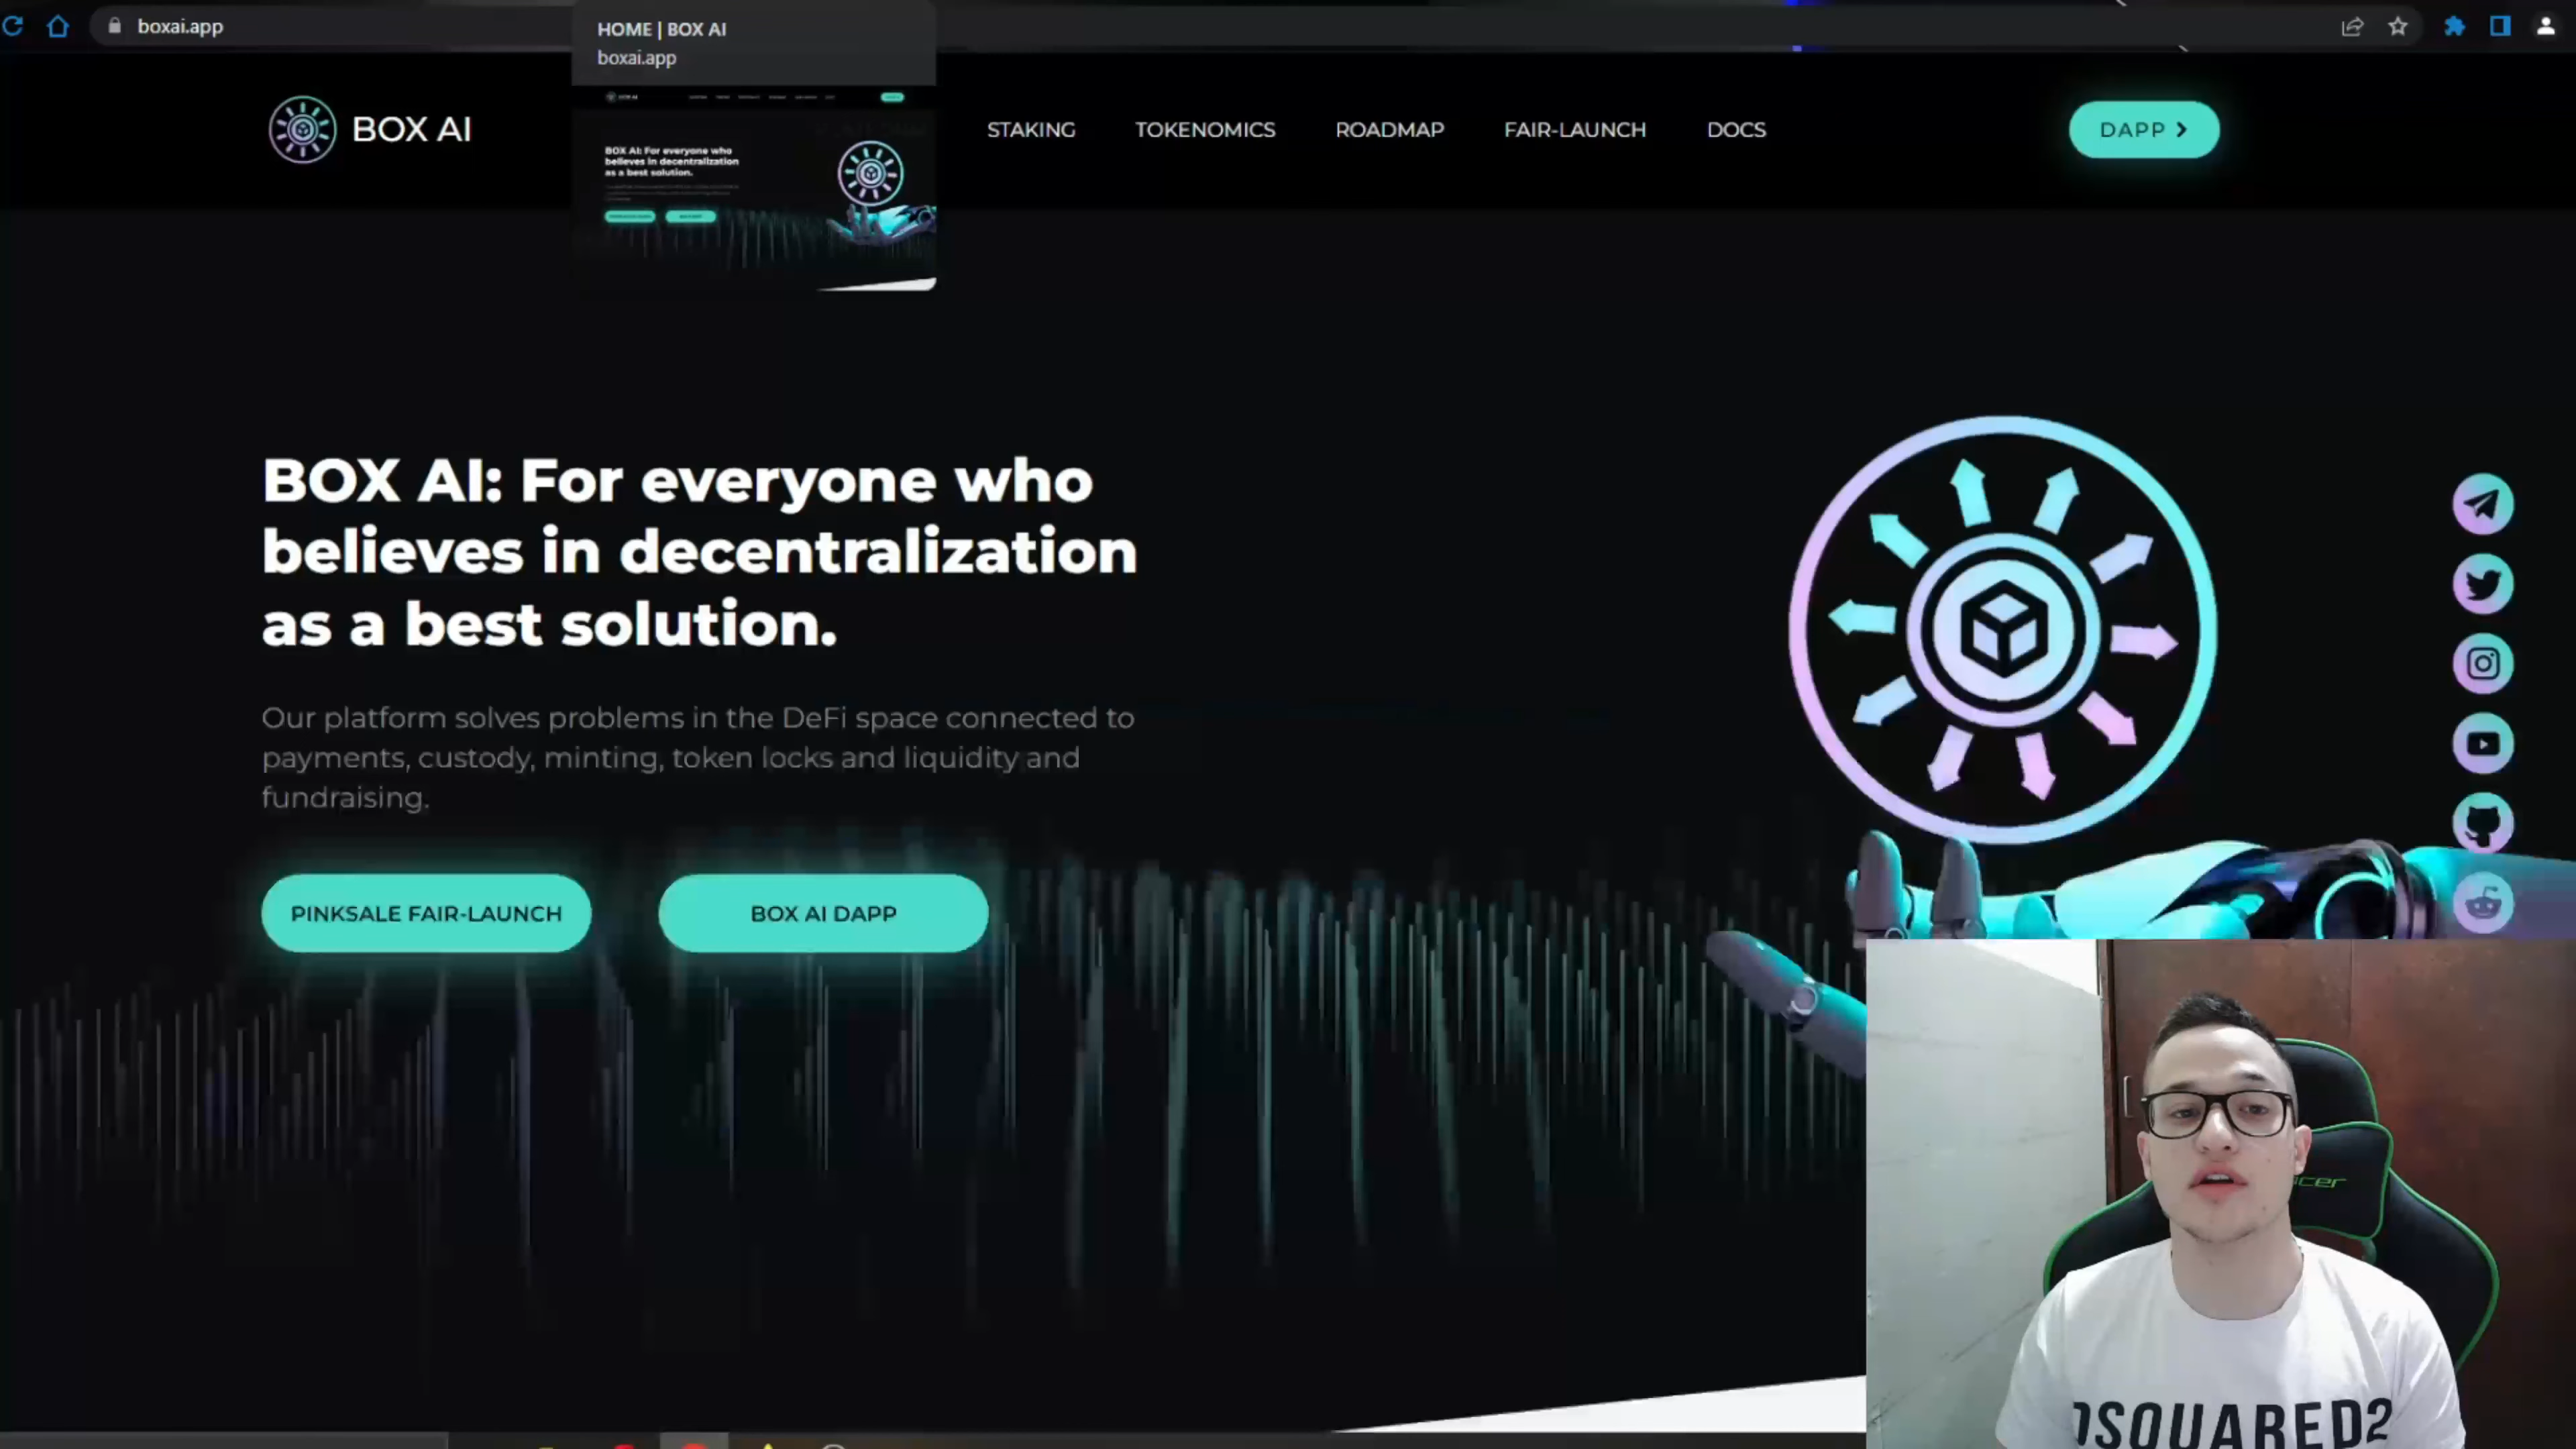 boxai.app
HOME | BOX AI
boxai.app
BOX AI
STAKING
TOKENOMICS
ROADMAP
FAIR-LAUNCH
DOCS
DAPP
BOX AI: For everyone who
believes in decentralization
as a best solution.
BOX AI: For everyone who
believes in decentralization
as a best solution.
Our platform solves problems in the DeFi space connected to
payments, custody, minting, token locks and liquidity and
fundraising.
PINKSALE FAIR-LAUNCH
BOX AI DAPP
cer
DSQUARED2